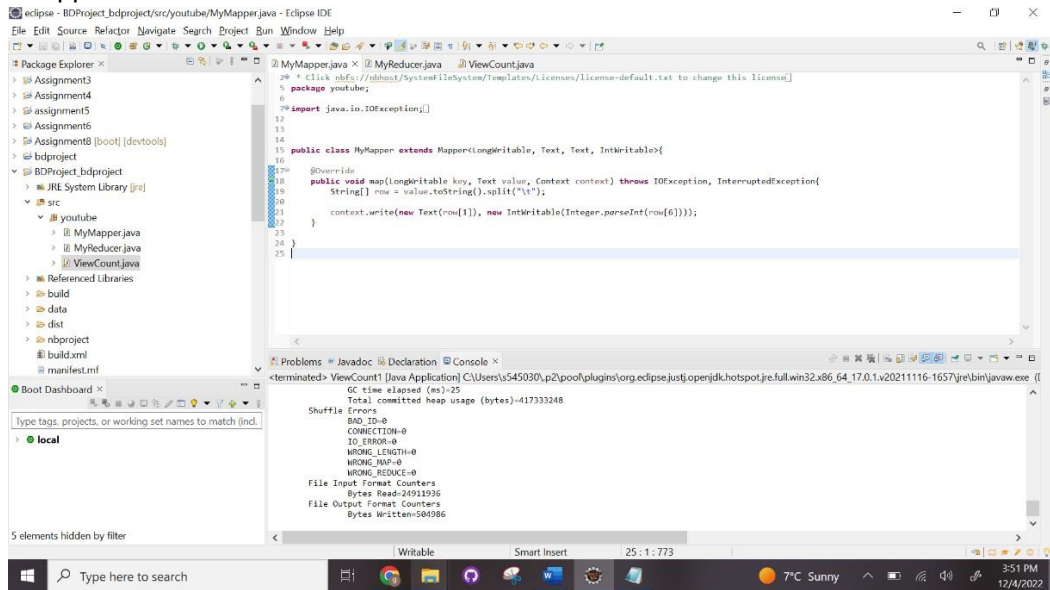 eclipse - BDProject_bdproject/src/youtube/MyMapper.java - Eclipse IDE
File Edit Source Refactor Navigate Search Project Run Window Help
Package Explorer ×
Assignment3
Assignment4
assignment5
Assignment6
Assignment8 [boot] [devtools]
bdproject
BDProject_bdproject
JRE System Library [jre]
src
youtube
MyMapper.java
MyReducer.java
ViewCount.java
Referenced Libraries
build
data
dist
nbproject
build.xml
manifest.mf
MyMapper.java × MyReducer.java ViewCount.java
2 * Click nbfs://nbhost/SystemFileSystem/Templates/Licenses/license-default.txt to change this license
5 package youtube;
6
7 import java.io.IOException;
12
13
14
15 public class MyMapper extends Mapper<LongWritable, Text, Text, IntWritable>{
16
17 @Override
18 public void map(LongWritable key, Text value, Context context) throws IOException, InterruptedException{
19 String[] row = value.toString().split("\t");
20
21 context.write(new Text(row[1]), new IntWritable(Integer.parseInt(row[6])));
22 }
23
24 }
25
Boot Dashboard ×
Type tags, projects, or working set names to match (incl.
local
5 elements hidden by filter
Problems Javadoc Declaration Console ×
<terminated> ViewCount1 [Java Application] C:\Users\s545030\.p2\pool\plugins\org.eclipse.justj.openjdk.hotspot.jre.full.win32.x86_64_17.0.1.v20211116-1657\jre\bin\javaw.exe
GC time elapsed (ms)=25
Total committed heap usage (bytes)=417333248
Shuffle Errors
BAD_ID=0
CONNECTION=0
IO_ERROR=0
WRONG_LENGTH=0
WRONG_MAP=0
WRONG_REDUCE=0
File Input Format Counters
Bytes Read=24911936
File Output Format Counters
Bytes Written=504986
Writable Smart Insert 25 : 1 : 773
Type here to search
7°C Sunny
3:51 PM
12/4/2022